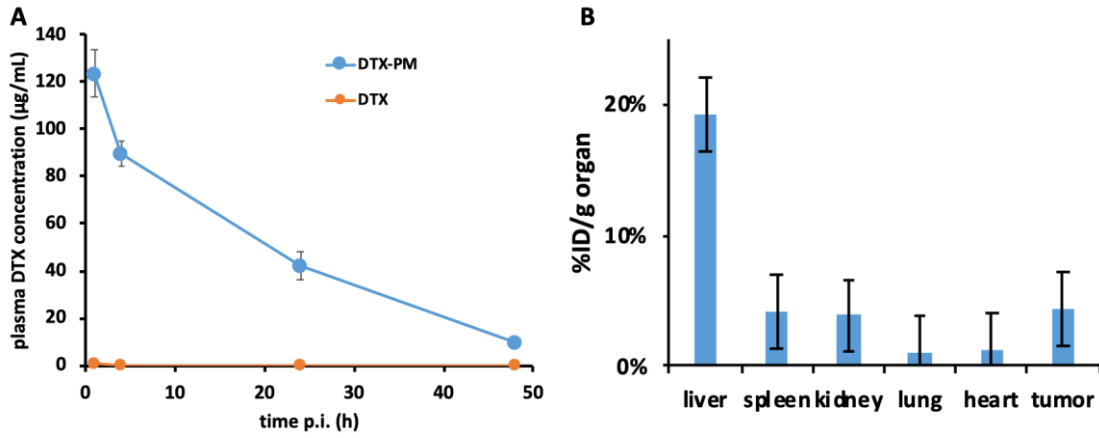 A
plasma DTX concentration (µg/mL)
140
120
100
80
60
40
20
0
0 10 20 30 40 50
time p.i. (h)
DTX-PM
DTX
B
%ID/g organ
20%
10%
0%
liver spleen kidney lung heart tumor